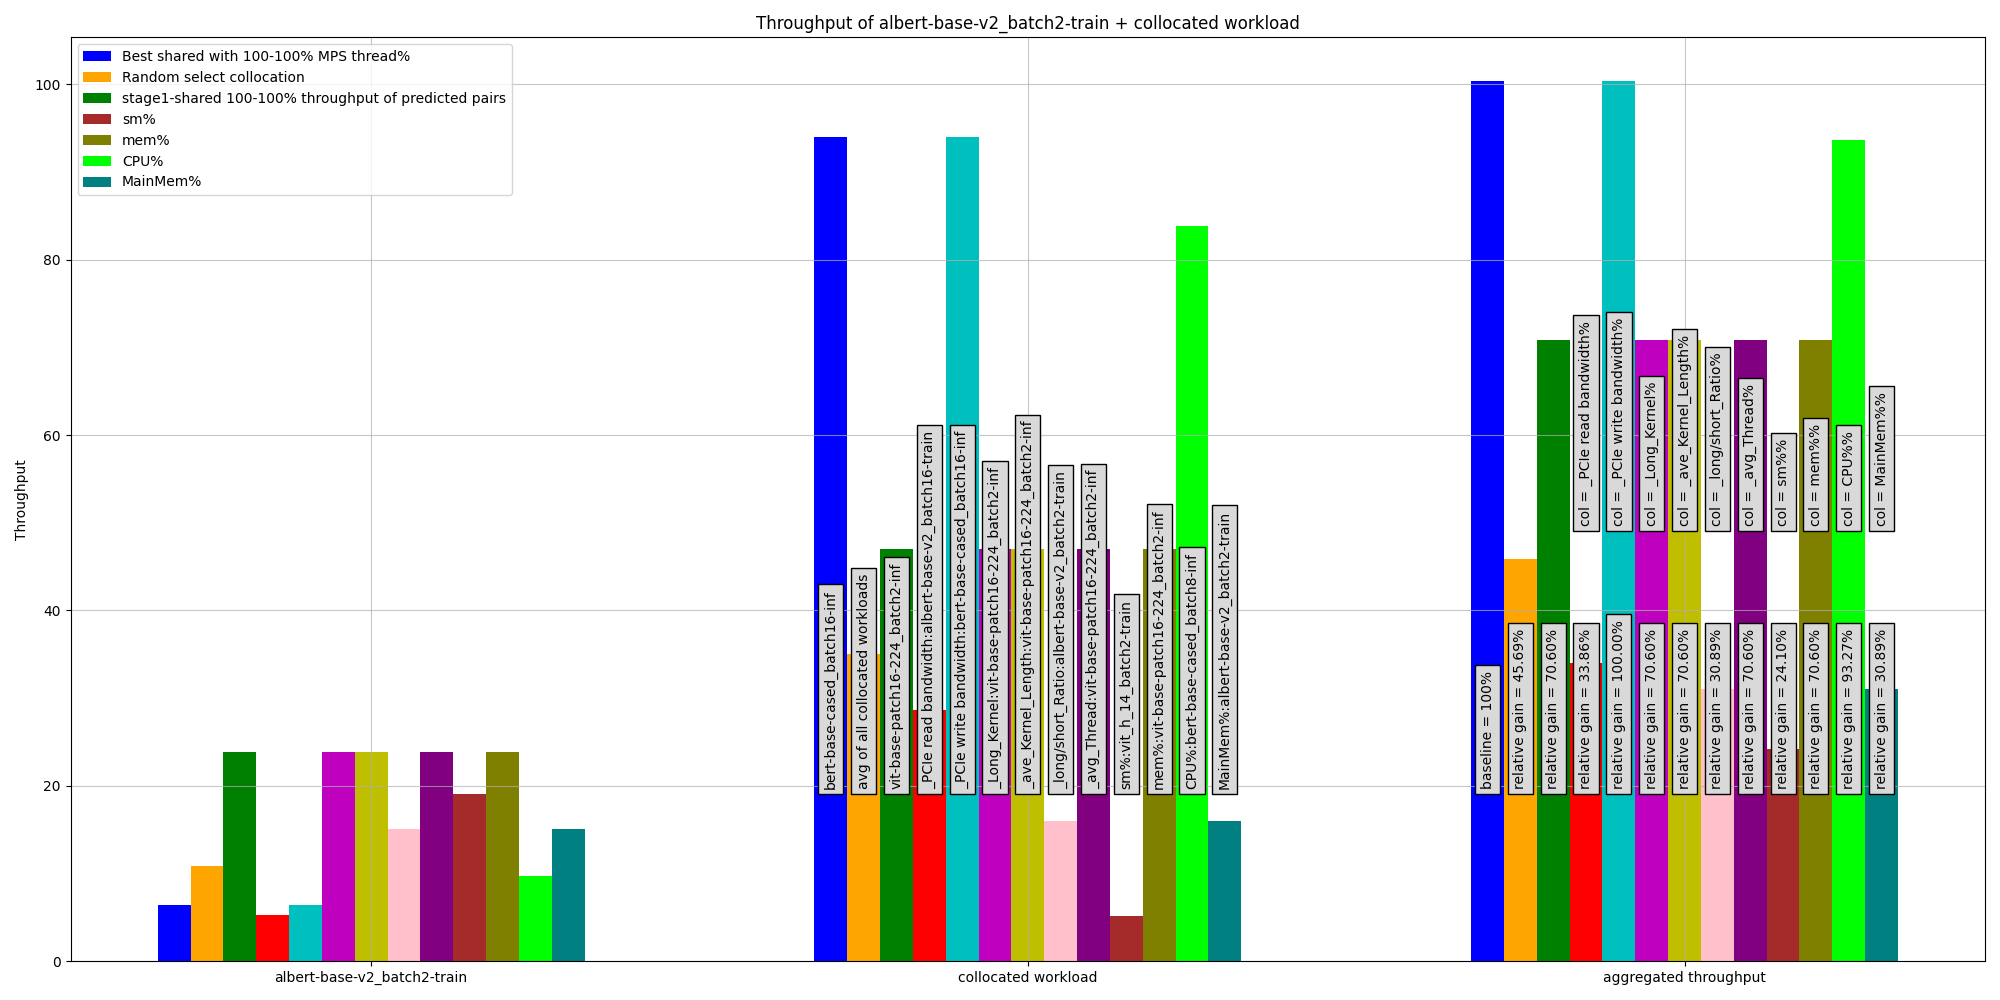 Throughput of albert-base-v2_batch2-train + collocated workload
Best shared with 100-100% MPS thread%
Random select collocation
stage1-shared 100-100% throughput of predicted pairs
sm%
mem%
CPU%
MainMem%
Throughput
100
80
60
40
20
0
bert-base-cased_batch16-inf
avg of all collocated workloads
vit-base-patch16-224_batch2-inf
_PCIe read bandwidth:albert-base-v2_batch16-train
_PCIe write bandwidth:bert-base-cased_batch16-inf
_Long_Kernel:vit-base-patch16-224_batch2-inf
_ave_Kernel_Length:vit-base-patch16-224_batch2-inf
_long/short_Ratio:albert-base-v2_batch2-train
_avg_Thread:vit-base-patch16-224_batch2-inf
sm%:vit_h_14_batch2-train
mem%:vit-base-patch16-224_batch2-inf
CPU%:bert-base-cased_batch8-inf
MainMem%:albert-base-v2_batch2-train
col = _PCIe read bandwidth%
col = _PCIe write bandwidth%
col = _Long_Kernel%
col = _ave_Kernel_Length%
col = _long/short_Ratio%
col = _avg_Thread%
col = sm%%
col = mem%%
col = CPU%%
col = MainMem%%
baseline = 100%
relative gain = 45.69%
relative gain = 70.60%
relative gain = 33.86%
relative gain = 100.00%
relative gain = 70.60%
relative gain = 70.60%
relative gain = 30.89%
relative gain = 70.60%
relative gain = 24.10%
relative gain = 70.60%
relative gain = 93.27%
relative gain = 30.89%
albert-base-v2_batch2-train
collocated workload
aggregated throughput